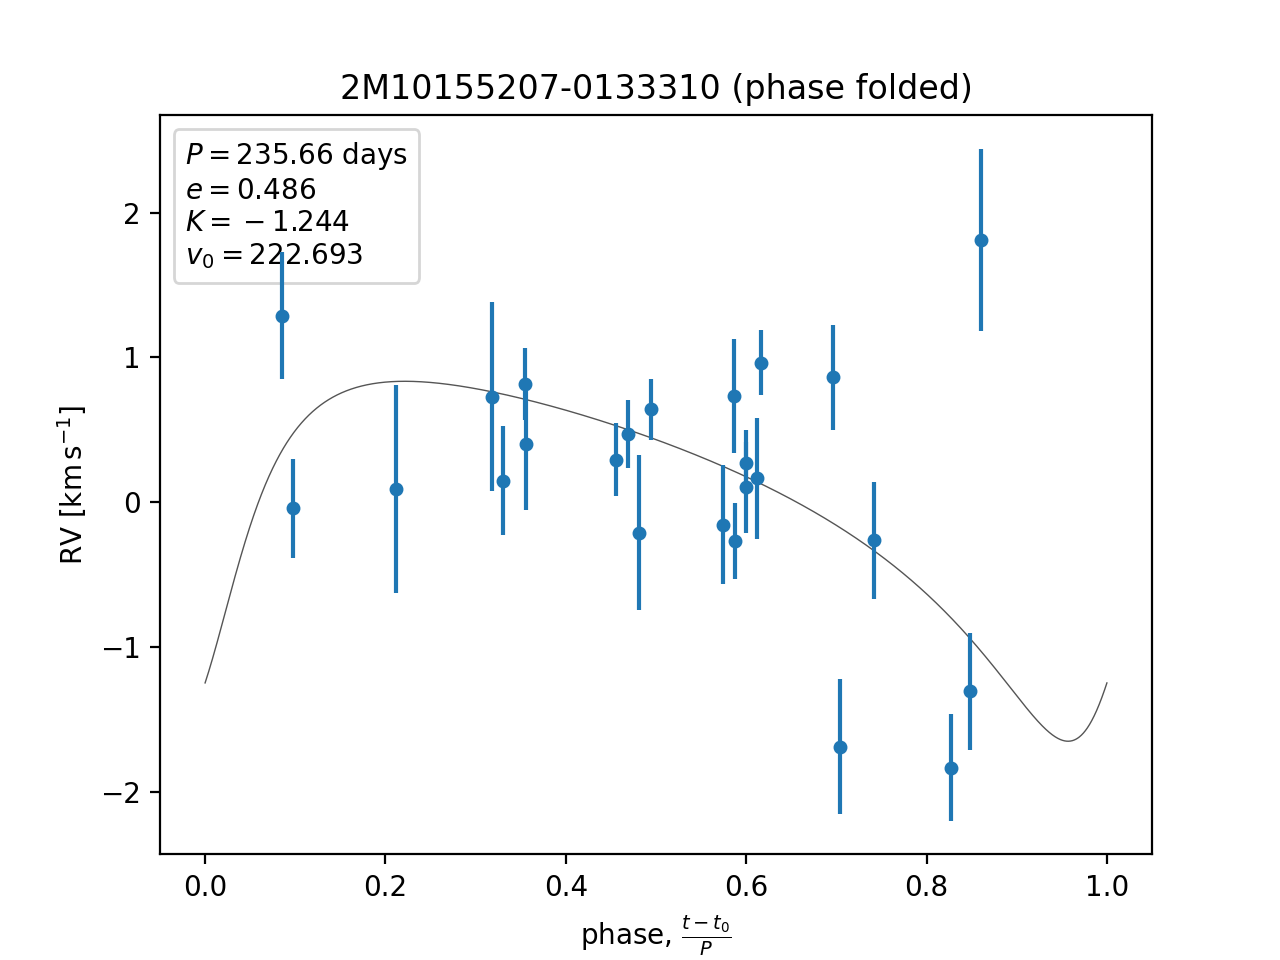 2M10155207-0133310 (phase folded)
P = 235.66 days
e = 0.486
K = −1.244
v₀ = 222.693
RV [km s⁻¹]
2
1
0
−1
−2
0.0 0.2 0.4 0.6 0.8 1.0
phase, (t − t₀)/P